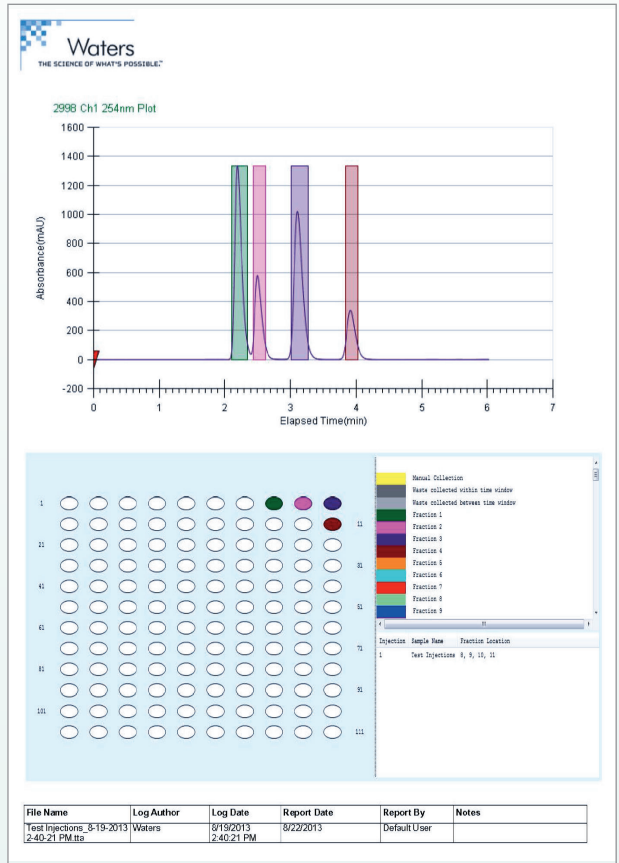 Waters
THE SCIENCE OF WHAT'S POSSIBLE.™
2998 Ch1 254nm Plot
1600
1400
1200
1000
800
600
400
200
0
-200
Absorbance(mAU)
0 1 2 3 4 5 6 7
Elapsed Time(min)
1
11
21
31
41
51
61
71
81
91
101
111
Manual Collection
Waste collected within time window
Waste collected between time window
Fraction 1
Fraction 2
Fraction 3
Fraction 4
Fraction 5
Fraction 6
Fraction 7
Fraction 8
Fraction 9
Injection Sample Name Fraction Location
1 Test Injections 8, 9, 10, 11
File Name Log Author Log Date Report Date Report By Notes
Test Injections_8-19-2013 Waters 8/19/2013 8/22/2013 Default User
2-40-21 PM.tta 2:40:21 PM